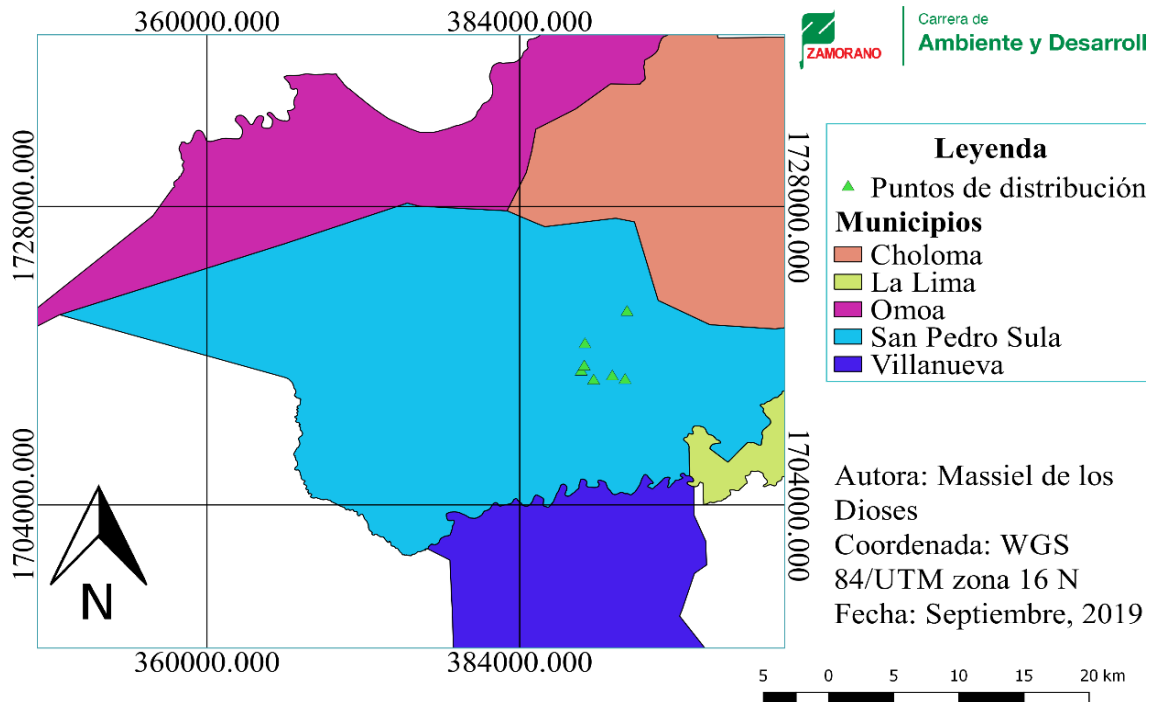 360000.000
384000.000
ZAMORANO
Carrera de
Ambiente y Desarroll
1728000.000
1728000.000
Leyenda
Puntos de distribución
Municipios
Choloma
La Lima
Omoa
San Pedro Sula
Villanueva
1704000.000
1704000.000
Autora: Massiel de los
Dioses
Coordenada: WGS
84/UTM zona 16 N
Fecha: Septiembre, 2019
N
360000.000
384000.000
5 0 5 10 15 20 km